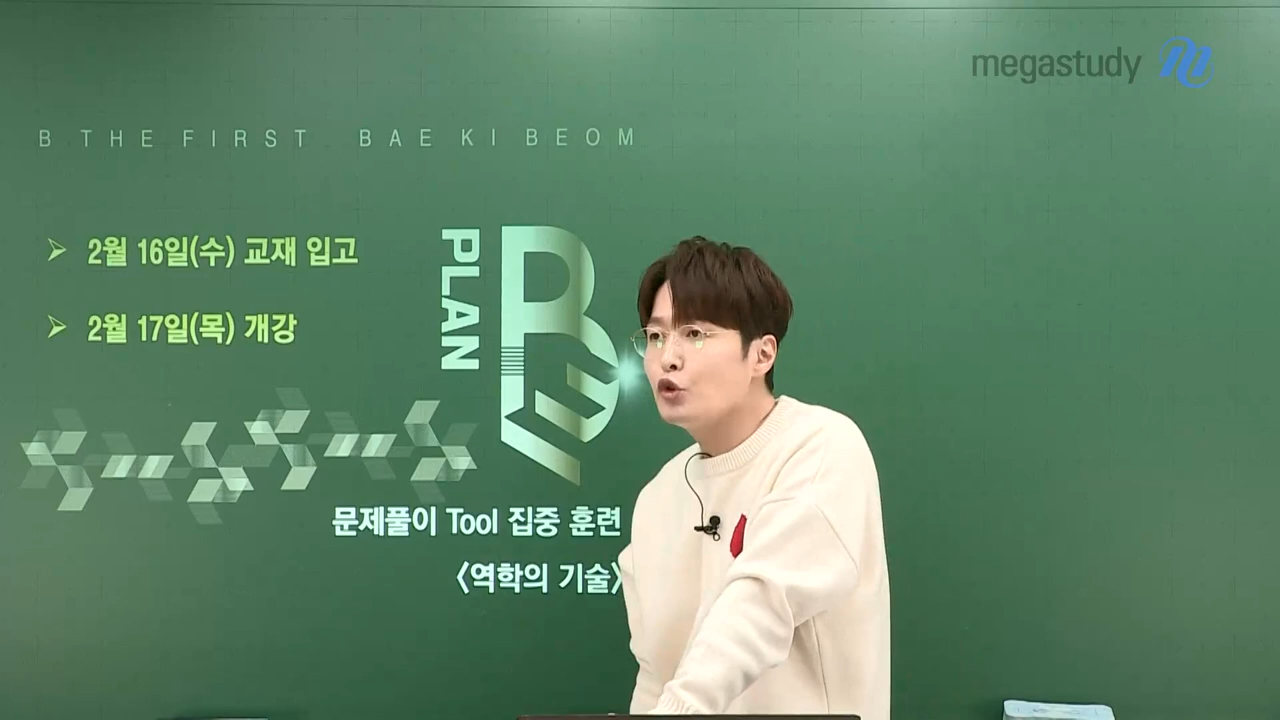 megastudy
B THE FIRST BAE KI BEOM
2월 16일(수) 교재 입고
2월 17일(목) 개강
PLAN
B
문제풀이 Tool 집중 훈련
<역학의 기술>